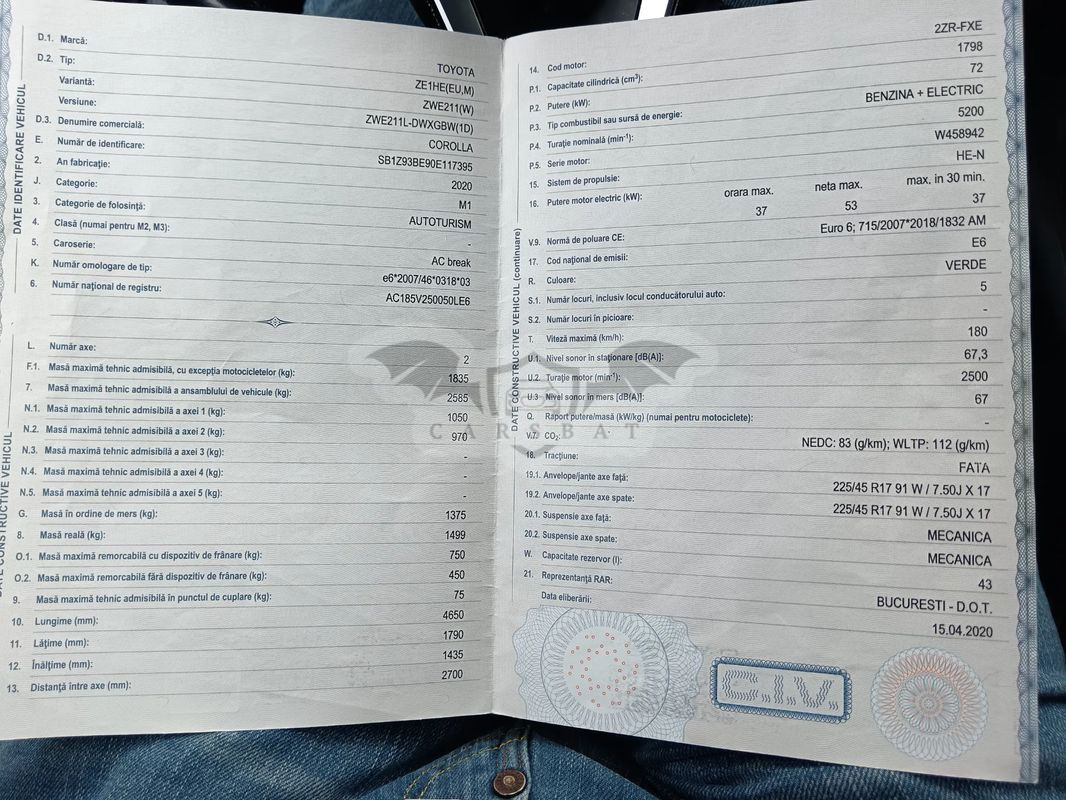 DATE IDENTIFICARE VEHICUL
D.1. Marcă: TOYOTA
D.2. Tip: ZE1HE(EU,M)
Variantă: ZWE211(W)
Versiune: ZWE211L-DWXGBW(1D)
D.3. Denumire comercială: COROLLA
E. Număr de identificare: SB1Z93BE90E117395
2. An fabricație: 2020
J. Categorie: M1
3. Categorie de folosință: AUTOTURISM
4. Clasă (numai pentru M2, M3): -
5. Caroserie: AC break
K. Număr omologare de tip: e6*2007/46*0318*03
6. Număr național de registru: AC185V250050LE6
DATE CONSTRUCTIVE VEHICUL
L. Număr axe: 2
F.1. Masă maximă tehnic admisibilă, cu excepția motocicletelor (kg): 1835
7. Masă maximă tehnic admisibilă a ansamblului de vehicule (kg): 2585
N.1. Masă maximă tehnic admisibilă a axei 1 (kg): 1050
N.2. Masă maximă tehnic admisibilă a axei 2 (kg): 970
N.3. Masă maximă tehnic admisibilă a axei 3 (kg): -
N.4. Masă maximă tehnic admisibilă a axei 4 (kg): -
N.5. Masă maximă tehnic admisibilă a axei 5 (kg): -
G. Masă în ordine de mers (kg): 1375
8. Masă reală (kg): 1499
O.1. Masă maximă remorcabilă cu dispozitiv de frânare (kg): 750
O.2. Masă maximă remorcabilă fără dispozitiv de frânare (kg): 450
9. Masă maximă tehnic admisibilă în punctul de cuplare (kg): 75
10. Lungime (mm): 4650
11. Lățime (mm): 1790
12. Înălțime (mm): 1435
13. Distanță între axe (mm): 2700
DATE CONSTRUCTIVE VEHICUL (continuare)
14. Cod motor: 2ZR-FXE
P.1. Capacitate cilindrică (cm³): 1798
P.2. Putere (kW): 72
P.3. Tip combustibil sau sursă de energie: BENZINA + ELECTRIC
P.4. Turație nominală (min⁻¹): 5200
P.5. Serie motor: W458942
15. Sistem de propulsie: HE-N
16. Putere motor electric (kW): orara max. neta max. max. in 30 min.
37 53 37
V.9. Normă de poluare CE: Euro 6; 715/2007*2018/1832 AM
17. Cod național de emisii: E6
R. Culoare: VERDE
S.1. Număr locuri, inclusiv locul conducătorului auto: 5
S.2. Număr locuri în picioare: -
T. Viteză maximă (km/h): 180
U.1. Nivel sonor în staționare [dB(A)]: 67,3
U.2. Turație motor (min⁻¹): 2500
U.3 Nivel sonor în mers [dB(A)]: 67
Q. Raport putere/masă (kW/kg) (numai pentru motociclete): -
V.7. CO₂: NEDC: 83 (g/km); WLTP: 112 (g/km)
18. Tracțiune: FATA
19.1. Anvelope/jante axe față: 225/45 R17 91 W / 7.50J X 17
19.2. Anvelope/jante axe spate: 225/45 R17 91 W / 7.50J X 17
20.1. Suspensie axe față: MECANICA
20.2. Suspensie axe spate: MECANICA
W. Capacitate rezervor (l): 43
21. Reprezentanță RAR: BUCURESTI - D.O.T.
Data eliberării: 15.04.2020
C.I.V.
CARSBAT